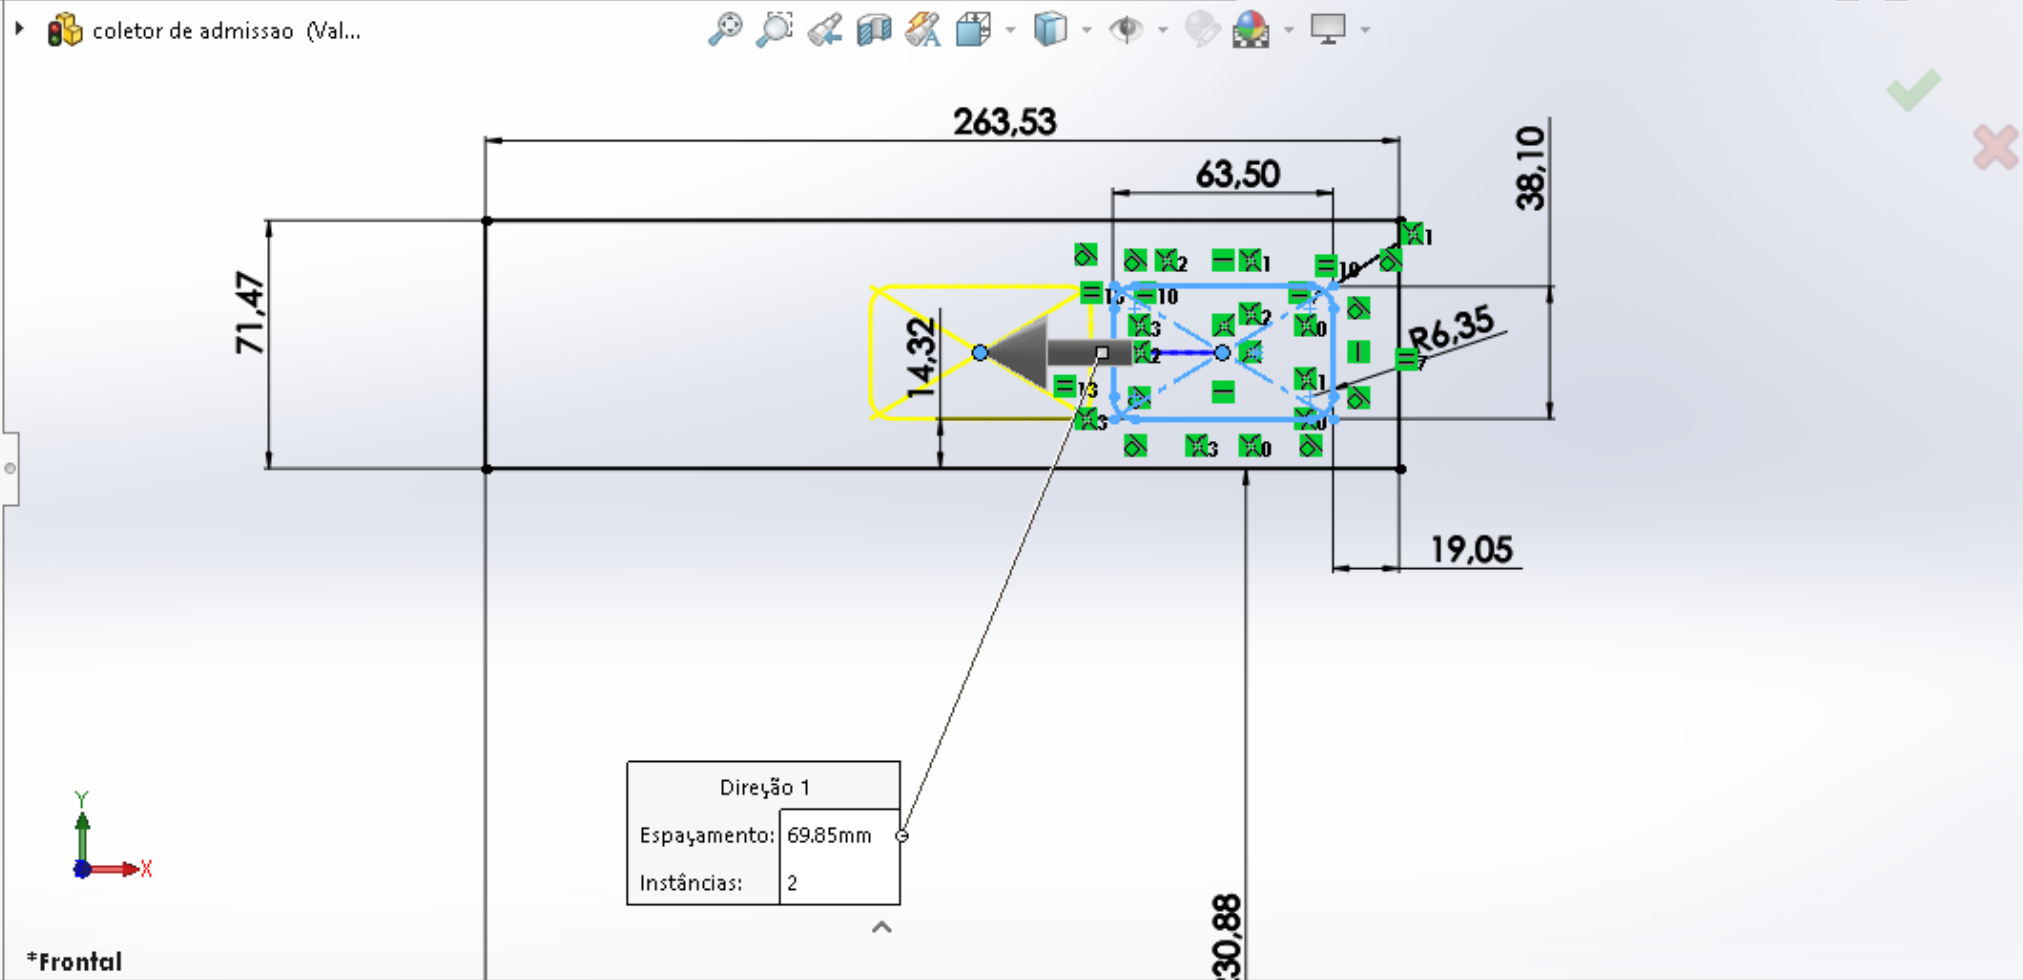 coletor de admissao (Val...
263,53
63,50
38,10
71,47
14,32
R6,35
19,05
Direção 1
Espaçamento: 69.85mm
Instâncias: 2
30,88
Y
X
*Frontal